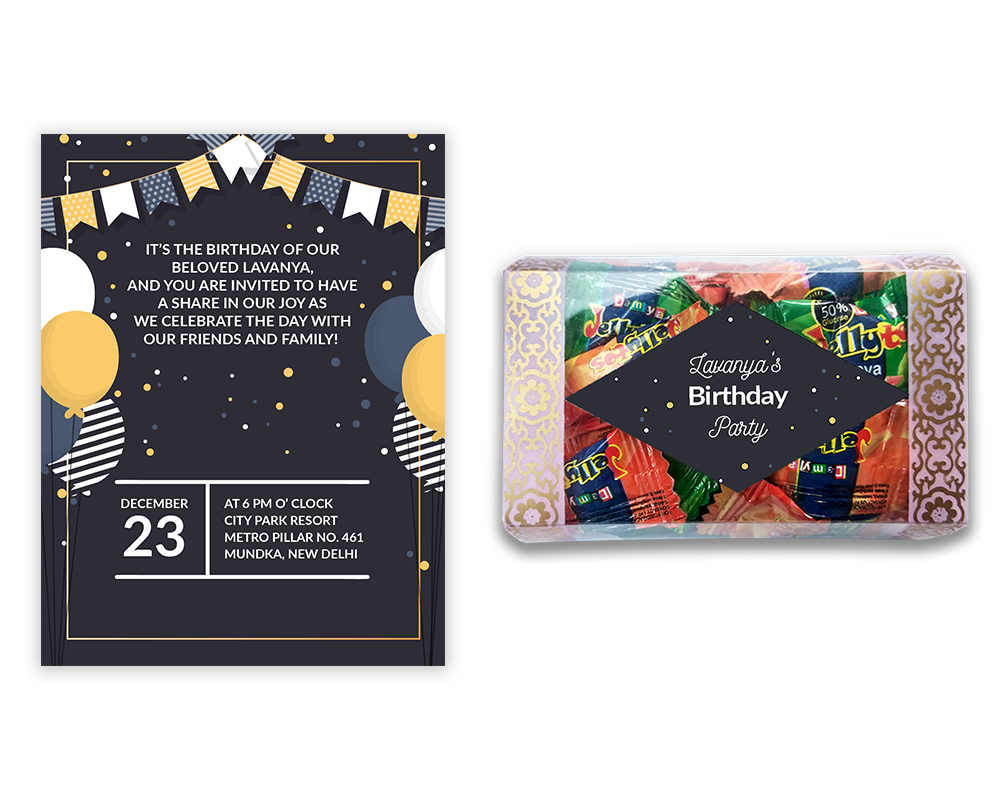 IT'S THE BIRTHDAY OF OUR
BELOVED LAVANYA,
AND YOU ARE INVITED TO HAVE
A SHARE IN OUR JOY AS
WE CELEBRATE THE DAY WITH
OUR FRIENDS AND FAMILY!
DECEMBER
23
AT 6 PM O' CLOCK
CITY PARK RESORT
METRO PILLAR NO. 461
MUNDKA, NEW DELHI
Lavanya's
Birthday
Party
50%
Damyal